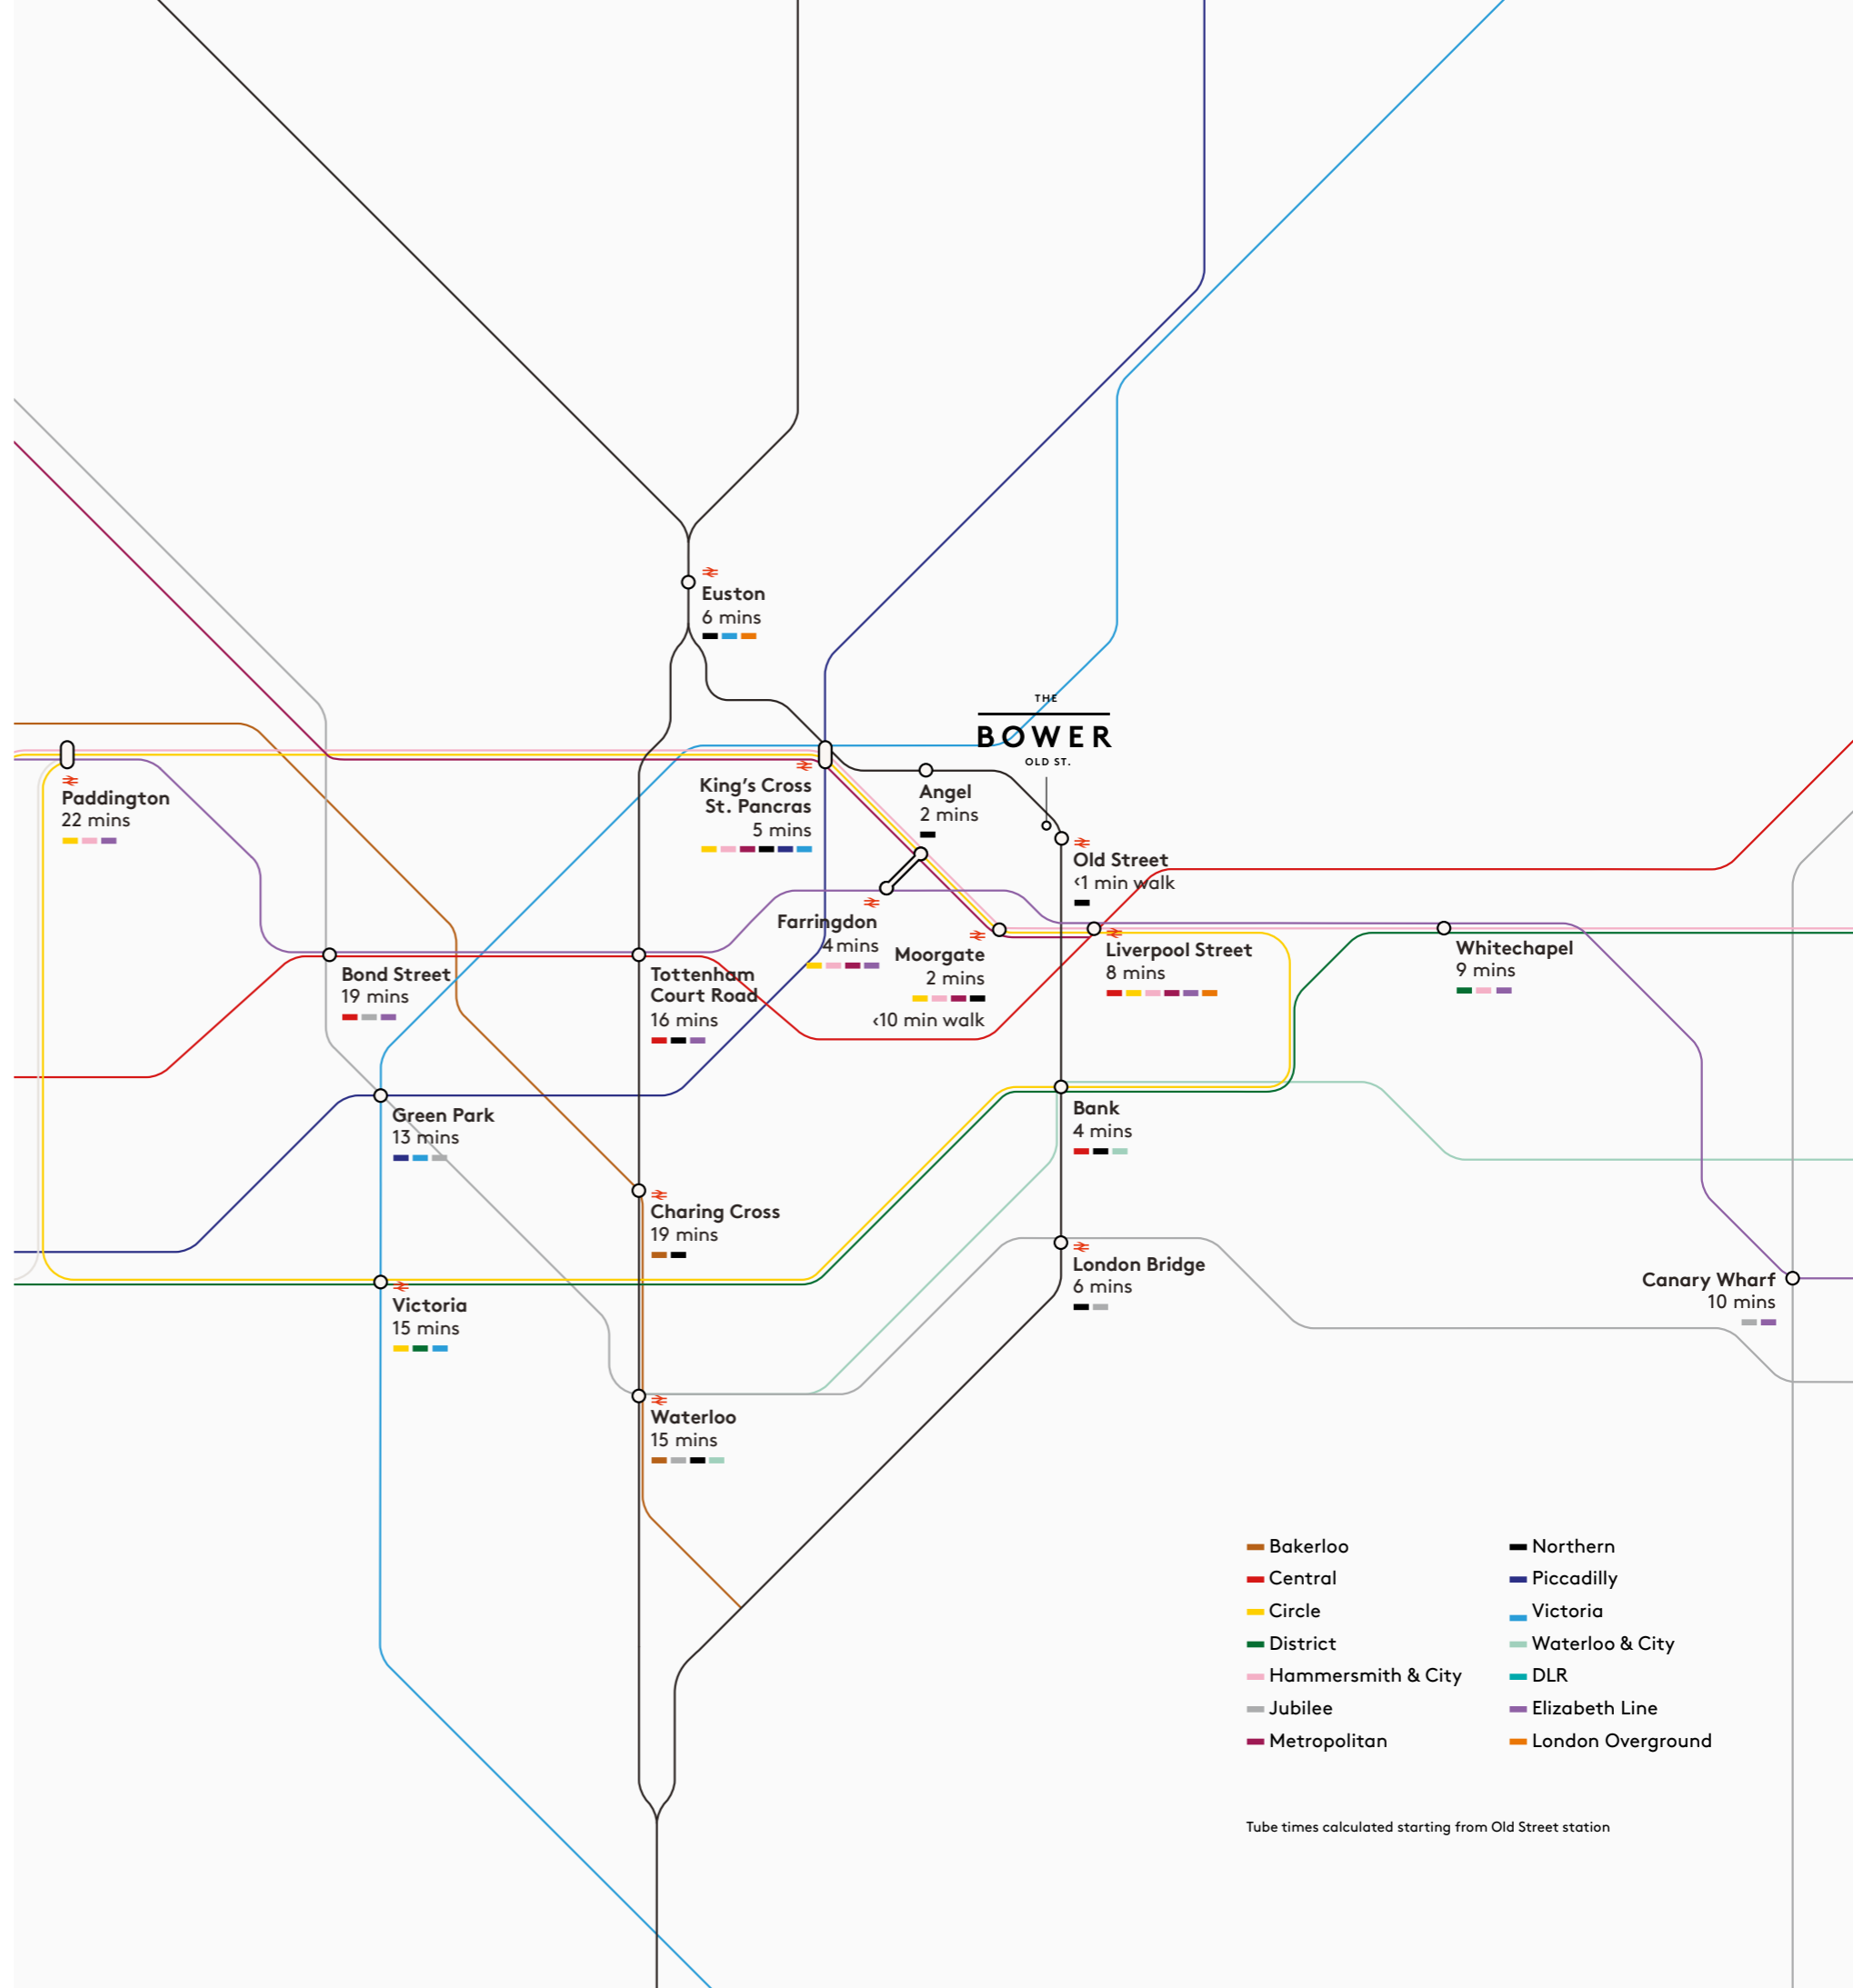 Euston
6 mins
THE
BOWER
OLD ST.
Paddington
22 mins
King’s Cross
St. Pancras
5 mins
Angel
2 mins
Old Street
<1 min walk
Farringdon
4 mins
Moorgate
2 mins
<10 min walk
Liverpool Street
8 mins
Whitechapel
9 mins
Bond Street
19 mins
Tottenham
Court Road
16 mins
Green Park
13 mins
Bank
4 mins
Charing Cross
19 mins
London Bridge
6 mins
Canary Wharf
10 mins
Victoria
15 mins
Waterloo
15 mins
Bakerloo
Central
Circle
District
Hammersmith & City
Jubilee
Metropolitan
Northern
Piccadilly
Victoria
Waterloo & City
DLR
Elizabeth Line
London Overground
Tube times calculated starting from Old Street station